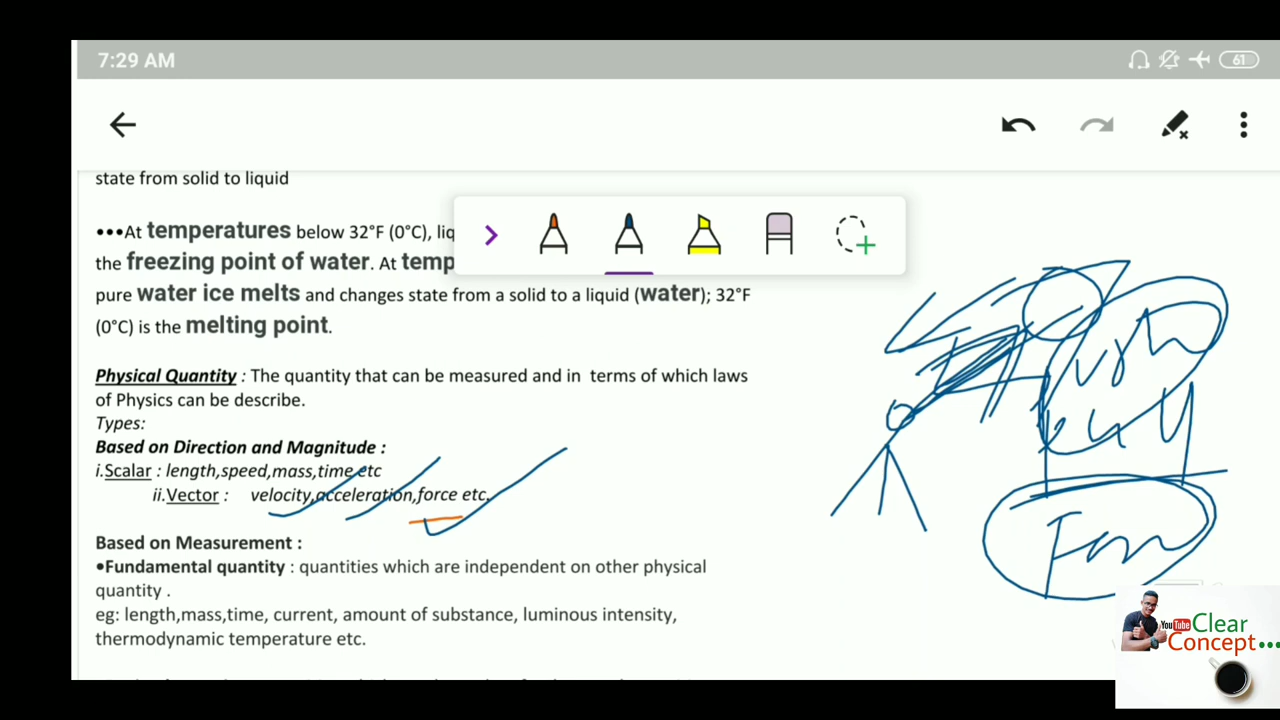 7:29 AM
61
state from solid to liquid
•••At temperatures below 32°F (0°C), liq
the freezing point of water. At temp
pure water ice melts and changes state from a solid to a liquid (water); 32°F
(0°C) is the melting point.
Physical Quantity : The quantity that can be measured and in terms of which laws
of Physics can be describe.
Types:
Based on Direction and Magnitude :
i.Scalar : length,speed,mass,time etc
ii.Vector : velocity,acceleration,force etc.
push
pull
Based on Measurement :
•Fundamental quantity : quantities which are independent on other physical
quantity .
eg: length,mass,time, current, amount of substance, luminous intensity,
thermodynamic temperature etc.
YouTube Clear
Concept•••